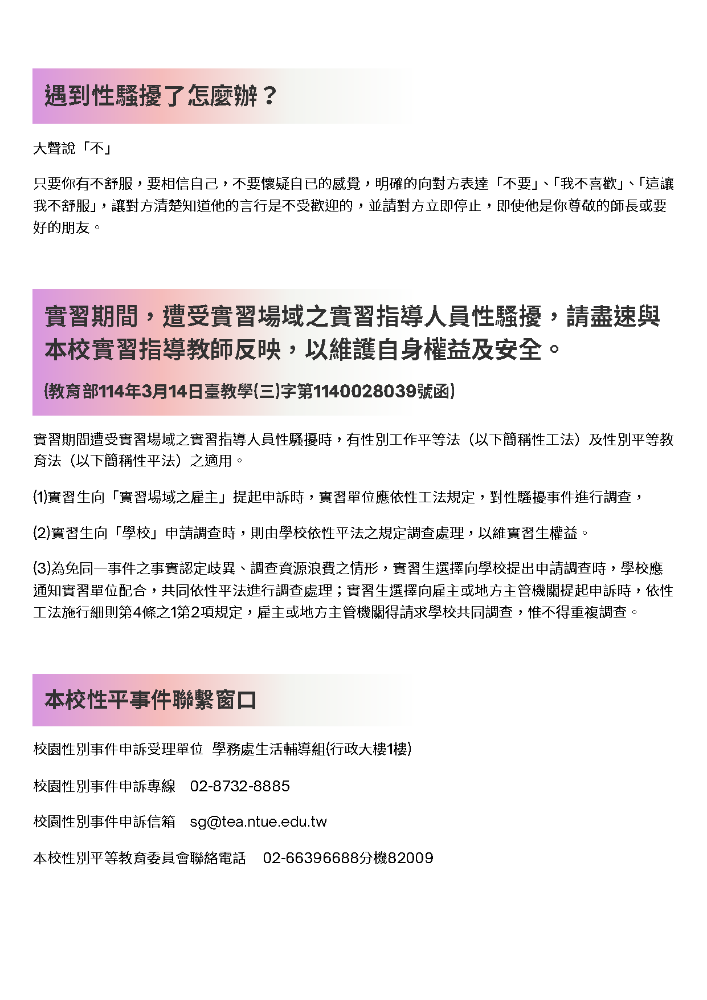 遇到性騷擾了怎麼辦？
大聲說「不」
只要你有不舒服，要相信自己，不要懷疑自已的感覺，明確的向對方表達「不要」、「我不喜歡」、「這讓
我不舒服」，讓對方清楚知道他的言行是不受歡迎的，並請對方立即停止，即使他是你尊敬的師長或要
好的朋友。
實習期間，遭受實習場域之實習指導人員性騷擾，請盡速與
本校實習指導教師反映，以維護自身權益及安全。
(教育部114年3月14日臺教學(三)字第1140028039號函)
實習期間遭受實習場域之實習指導人員性騷擾時，有性別工作平等法（以下簡稱性工法）及性別平等教
育法（以下簡稱性平法）之適用。
(1)實習生向「實習場域之雇主」提起申訴時，實習單位應依性工法規定，對性騷擾事件進行調查，
(2)實習生向「學校」申請調查時，則由學校依性平法之規定調查處理，以維實習生權益。
(3)為免同一事件之事實認定歧異、調查資源浪費之情形，實習生選擇向學校提出申請調查時，學校應
通知實習單位配合，共同依性平法進行調查處理；實習生選擇向雇主或地方主管機關提起申訴時，依性
工法施行細則第4條之1第2項規定，雇主或地方主管機關得請求學校共同調查，惟不得重複調查。
本校性平事件聯繫窗口
校園性別事件申訴受理單位 學務處生活輔導組(行政大樓1樓)
校園性別事件申訴專線　02-8732-8885
校園性別事件申訴信箱　sg@tea.ntue.edu.tw
本校性別平等教育委員會聯絡電話　02-66396688分機82009